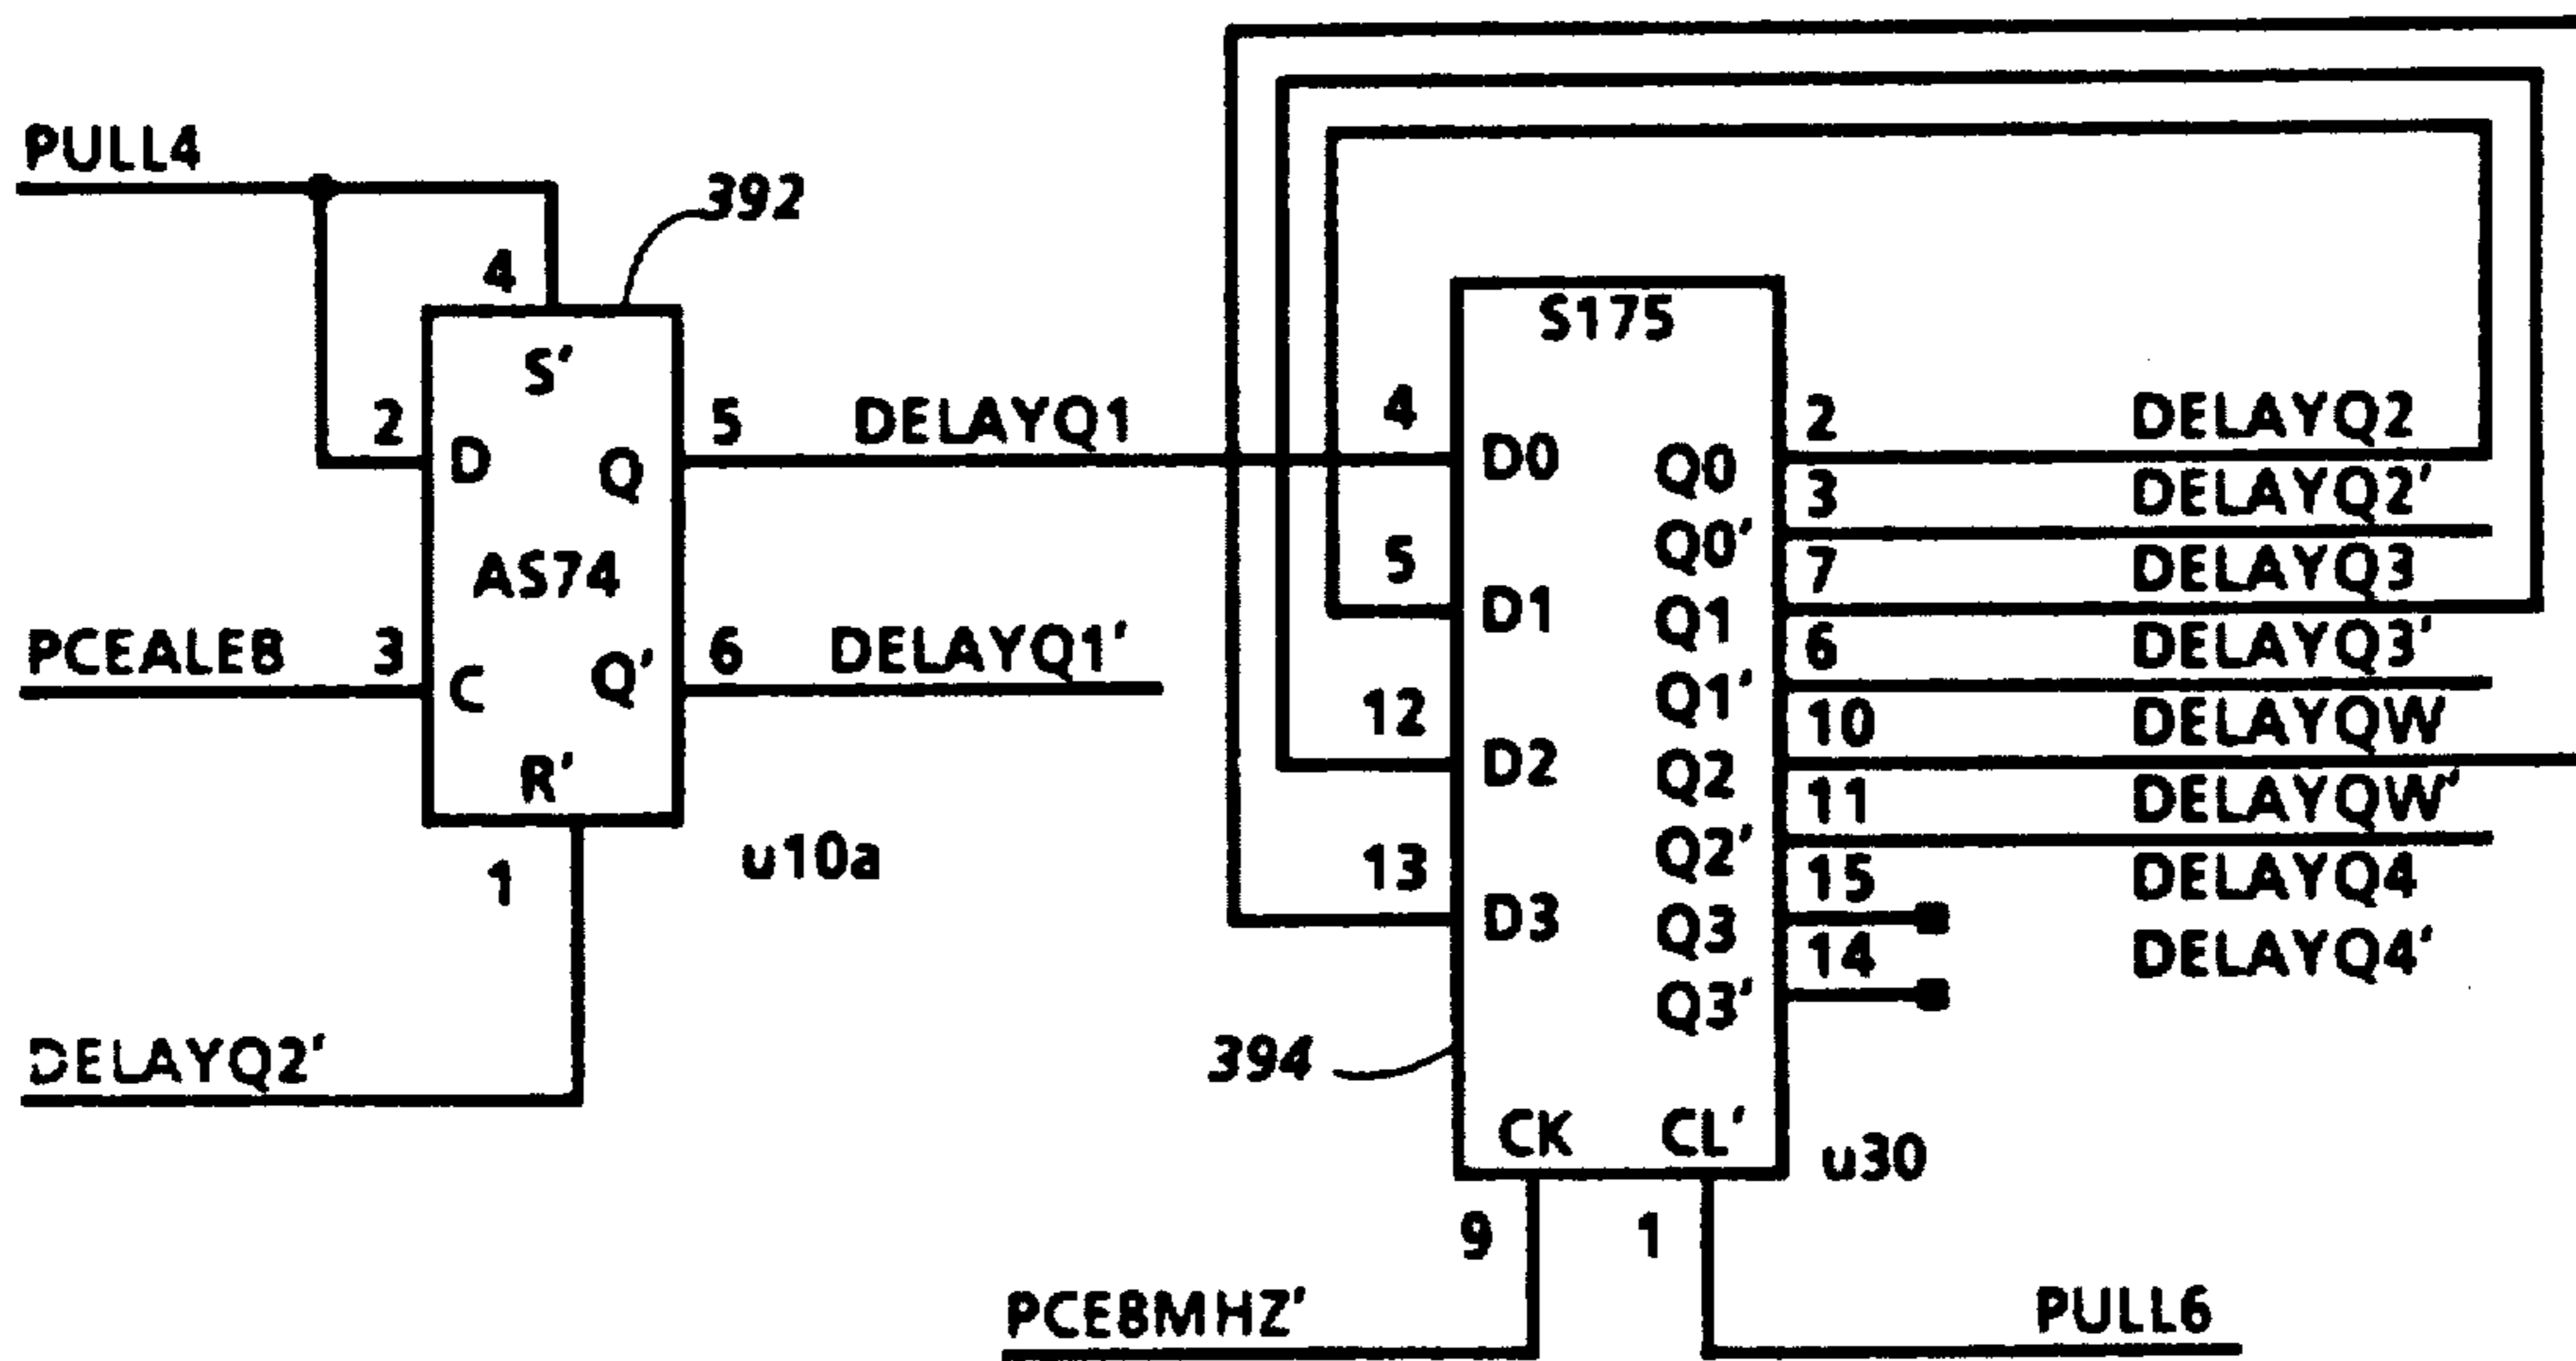 PULL4
392
4
S'
2
D
Q
5
DELAYQ1
AS74
PCEALE8
3
C
Q'
6
DELAYQ1'
R'
1
u10a
DELAYQ2'
S175
4
D0
5
D1
12
D2
13
D3
Q0
2
DELAYQ2
Q0'
3
DELAYQ2'
Q1
7
DELAYQ3
Q1'
6
DELAYQ3'
Q2
10
DELAYQW
Q2'
11
DELAYQW'
Q3
15
DELAYQ4
Q3'
14
DELAYQ4'
394
CK
CL'
u30
9
1
PCE8MHZ'
PULL6